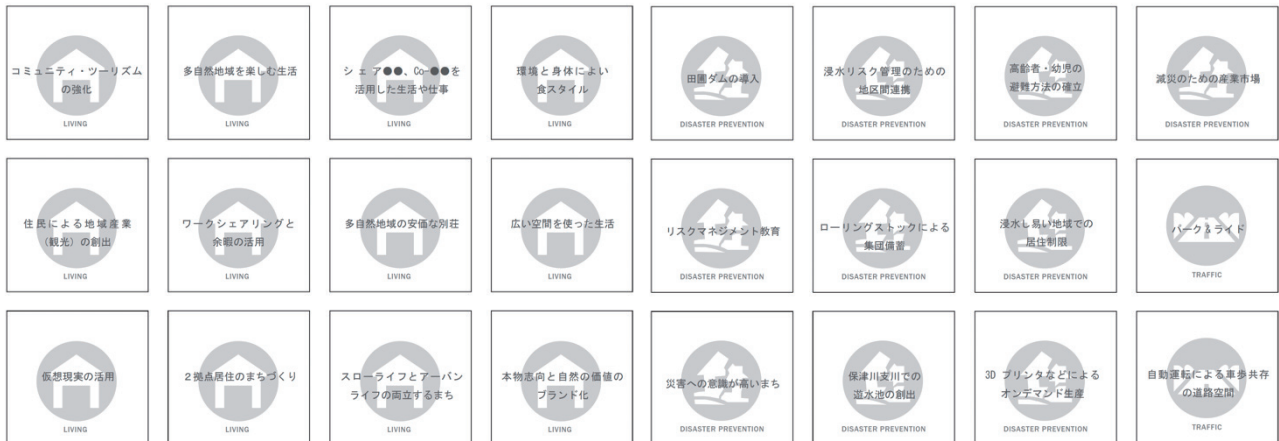 コミュニティ・ツーリズム
の強化
LIVING
多自然地域を楽しむ生活
LIVING
シェア●●、Co-●●を
活用した生活や仕事
LIVING
環境と身体によい
食スタイル
LIVING
田圃ダムの導入
DISASTER PREVENTION
浸水リスク管理のための
地区間連携
DISASTER PREVENTION
高齢者・幼児の
避難方法の確立
DISASTER PREVENTION
減災のための産業市場
DISASTER PREVENTION
住民による地域産業
（観光）の創出
LIVING
ワークシェアリングと
余暇の活用
LIVING
多自然地域の安価な別荘
LIVING
広い空間を使った生活
LIVING
リスクマネジメント教育
DISASTER PREVENTION
ローリングストックによる
集団備蓄
DISASTER PREVENTION
浸水し易い地域での
居住制限
DISASTER PREVENTION
パーク&ライド
TRAFFIC
仮想現実の活用
LIVING
２拠点居住のまちづくり
LIVING
スローライフとアーバン
ライフの両立するまち
LIVING
本物志向と自然の価値の
ブランド化
LIVING
災害への意識が高いまち
DISASTER PREVENTION
保津川支川での
遊水池の創出
DISASTER PREVENTION
3D プリンタなどによる
オンデマンド生産
DISASTER PREVENTION
自動運転による車歩共存
の道路空間
TRAFFIC